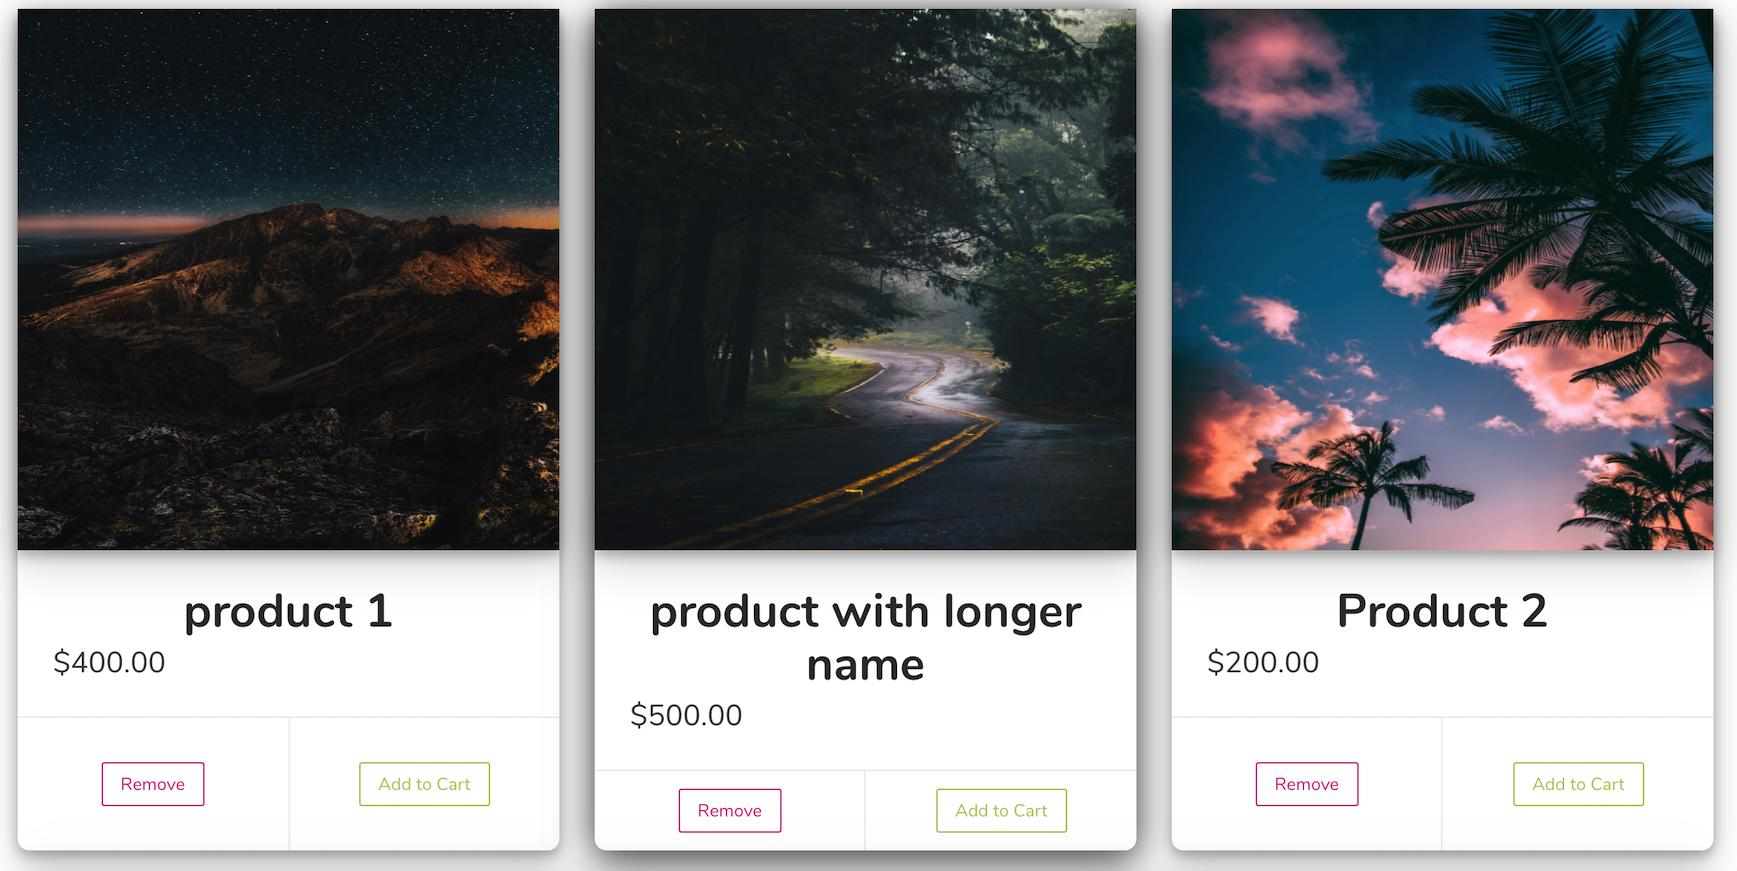 product 1
$400.00
Remove
Add to Cart
product with longer
name
$500.00
Remove
Add to Cart
Product 2
$200.00
Remove
Add to Cart